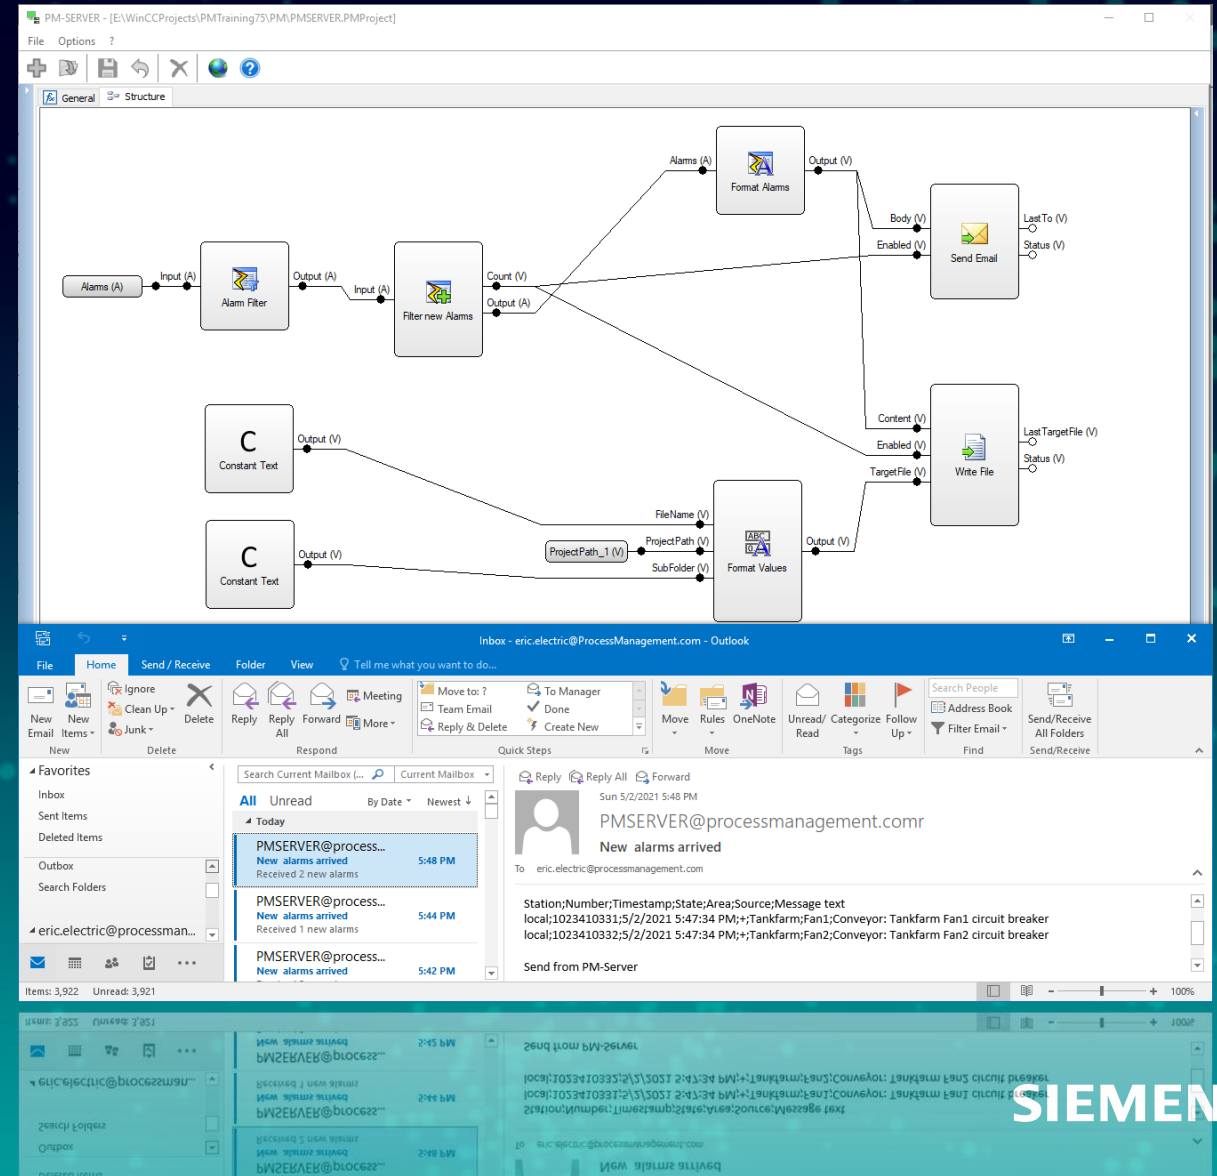 PM-SERVER - [E:\WinCCProjects\PMTraining75\PM\PMSERVER.PMProject]
File Options ?
General Structure
Alarms (A) Output (V)
Format Alarms
Body (V) LastTo (V)
Enabled (V) Status (V)
Send Email
Alarms (A) Input (A) Output (A) Input (A) Count (V)
Output (A)
Alarm Filter
Filter new Alarms
Output (V)
C
Constant Text
Content (V) LastTargetFile (V)
Enabled (V) Status (V)
TargetFile (V) Write File
Output (V)
C
Constant Text
FileName (V)
ProjectPath_1 (V) ProjectPath (V) Output (V)
SubFolder (V) Format Values
ABC
Inbox - eric.electric@ProcessManagement.com - Outlook
File Home Send / Receive Folder View Tell me what you want to do...
New Email
New Items
New
Ignore
Clean Up
Junk
Delete
Delete
Reply
Reply All
Forward
Meeting
More
Respond
Move to: ?
Team Email
Reply & Delete
To Manager
Done
Create New
Quick Steps
Move
Rules
OneNote
Move
Unread/ Read
Categorize
Follow Up
Tags
Search People
Address Book
Filter Email
Find
Send/Receive All Folders
Send/Receive
Favorites
Inbox
Sent Items
Deleted Items
Outbox
Search Folders
eric.electric@processman...
Search Current Mailbox (... Current Mailbox
All Unread By Date Newest
Today
PMSERVER@process...
New alarms arrived 5:48 PM
Received 2 new alarms
PMSERVER@process...
New alarms arrived 5:44 PM
Received 1 new alarms
PMSERVER@process...
New alarms arrived 5:42 PM
Reply Reply All Forward
Sun 5/2/2021 5:48 PM
PMSERVER@processmanagement.comr
New alarms arrived
To eric.electric@processmanagement.com
Station;Number;Timestamp;State;Area;Source;Message text
local;1023410331;5/2/2021 5:47:34 PM;+;Tankfarm;Fan1;Conveyor: Tankfarm Fan1 circuit breaker
local;1023410332;5/2/2021 5:47:34 PM;+;Tankfarm;Fan2;Conveyor: Tankfarm Fan2 circuit breaker
Send from PM-Server
Items: 3,922 Unread: 3,921 100%
SIEMEN